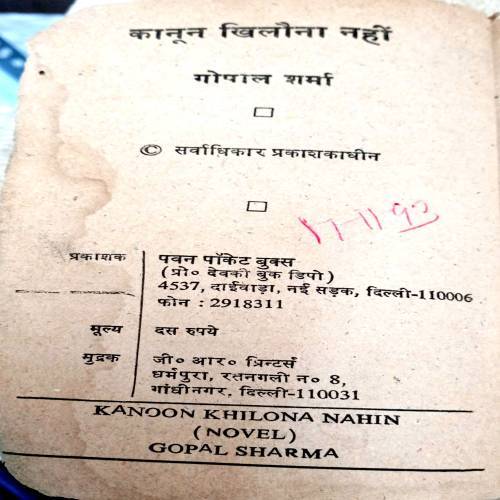 कानून खिलौना नहीं
गोपाल शर्मा
© सर्वाधिकार प्रकाशकाधीन
17-11-92
प्रकाशक पवन पॉकेट बुक्स
(प्रो० देवकी बुक डिपो)
4537, दाईवाड़ा, नई सड़क, दिल्ली-110006
फोन : 2918311
मूल्य दस रुपये
मुद्रक जी० आर० प्रिन्टर्स
धर्मपुरा, रतनगली न० 8,
गांधीनगर, दिल्ली-110031
KANOON KHILONA NAHIN
(NOVEL)
GOPAL SHARMA